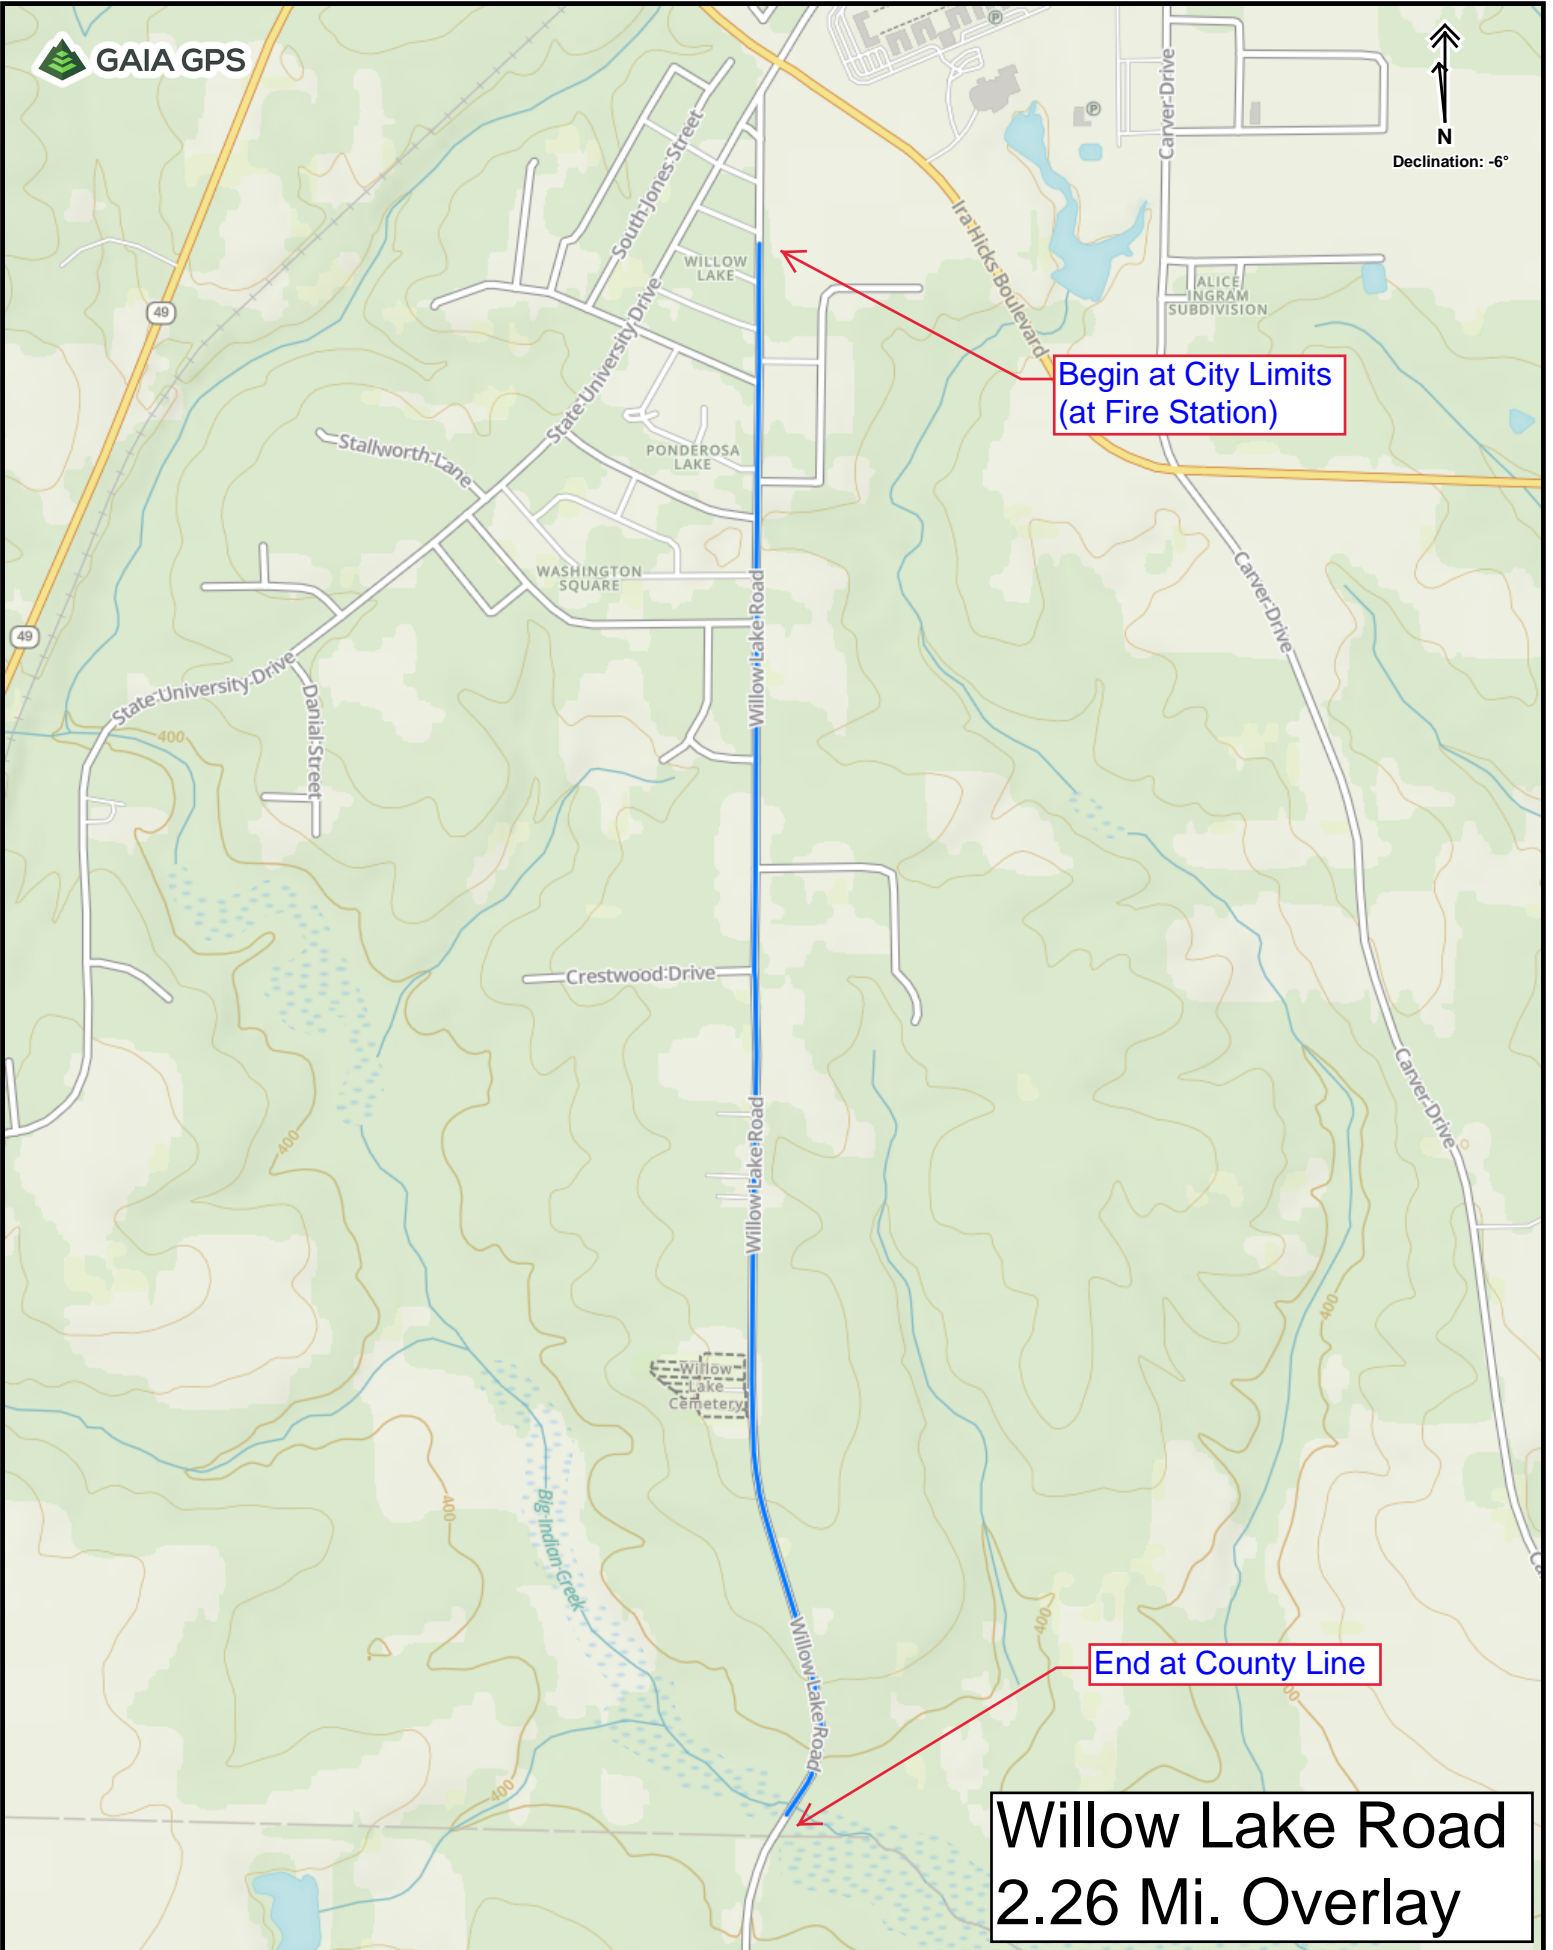 GAIA GPS
N
Declination: -6°
Carver Drive
South Jones Street
Ira Hicks Boulevard
WILLOW
LAKE
ALICE
INGRAM
SUBDIVISION
49
State University Drive
Begin at City Limits
(at Fire Station)
Stallworth Lane
PONDEROSA
LAKE
WASHINGTON
SQUARE
Carver Drive
49
Willow Lake Road
State University Drive
Danial Street
400
Crestwood Drive
Willow Lake Road
Carver Drive
400
400
Willow
Lake
Cemetery
400
Big Indian Creek
400
Willow Lake Road
End at County Line
400
Willow Lake Road
2.26 Mi. Overlay